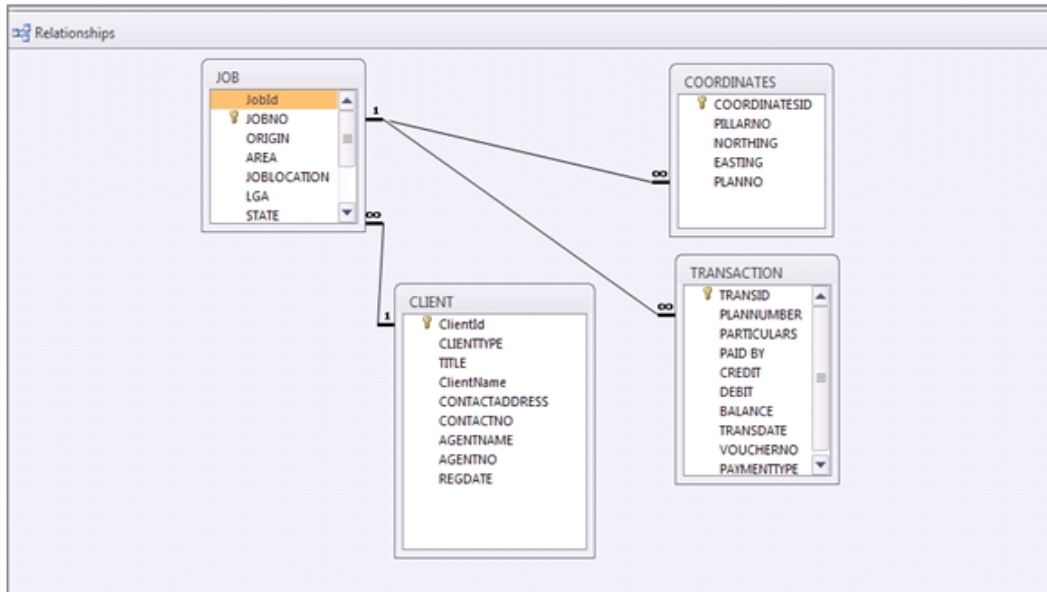 Relationships
JOB
JobId
JOBNO
ORIGIN
AREA
JOBLOCATION
LGA
STATE
1
∞
COORDINATES
COORDINATESID
PILLARNO
NORTHING
EASTING
PLANNO
∞
CLIENT
ClientId
CLIENTTYPE
TITLE
ClientName
CONTACTADDRESS
CONTACTNO
AGENTNAME
AGENTNO
REGDATE
1
TRANSACTION
TRANSID
PLANNUMBER
PARTICULARS
PAID BY
CREDIT
DEBIT
BALANCE
TRANSDATE
VOUCHERNO
PAYMENTTYPE
∞